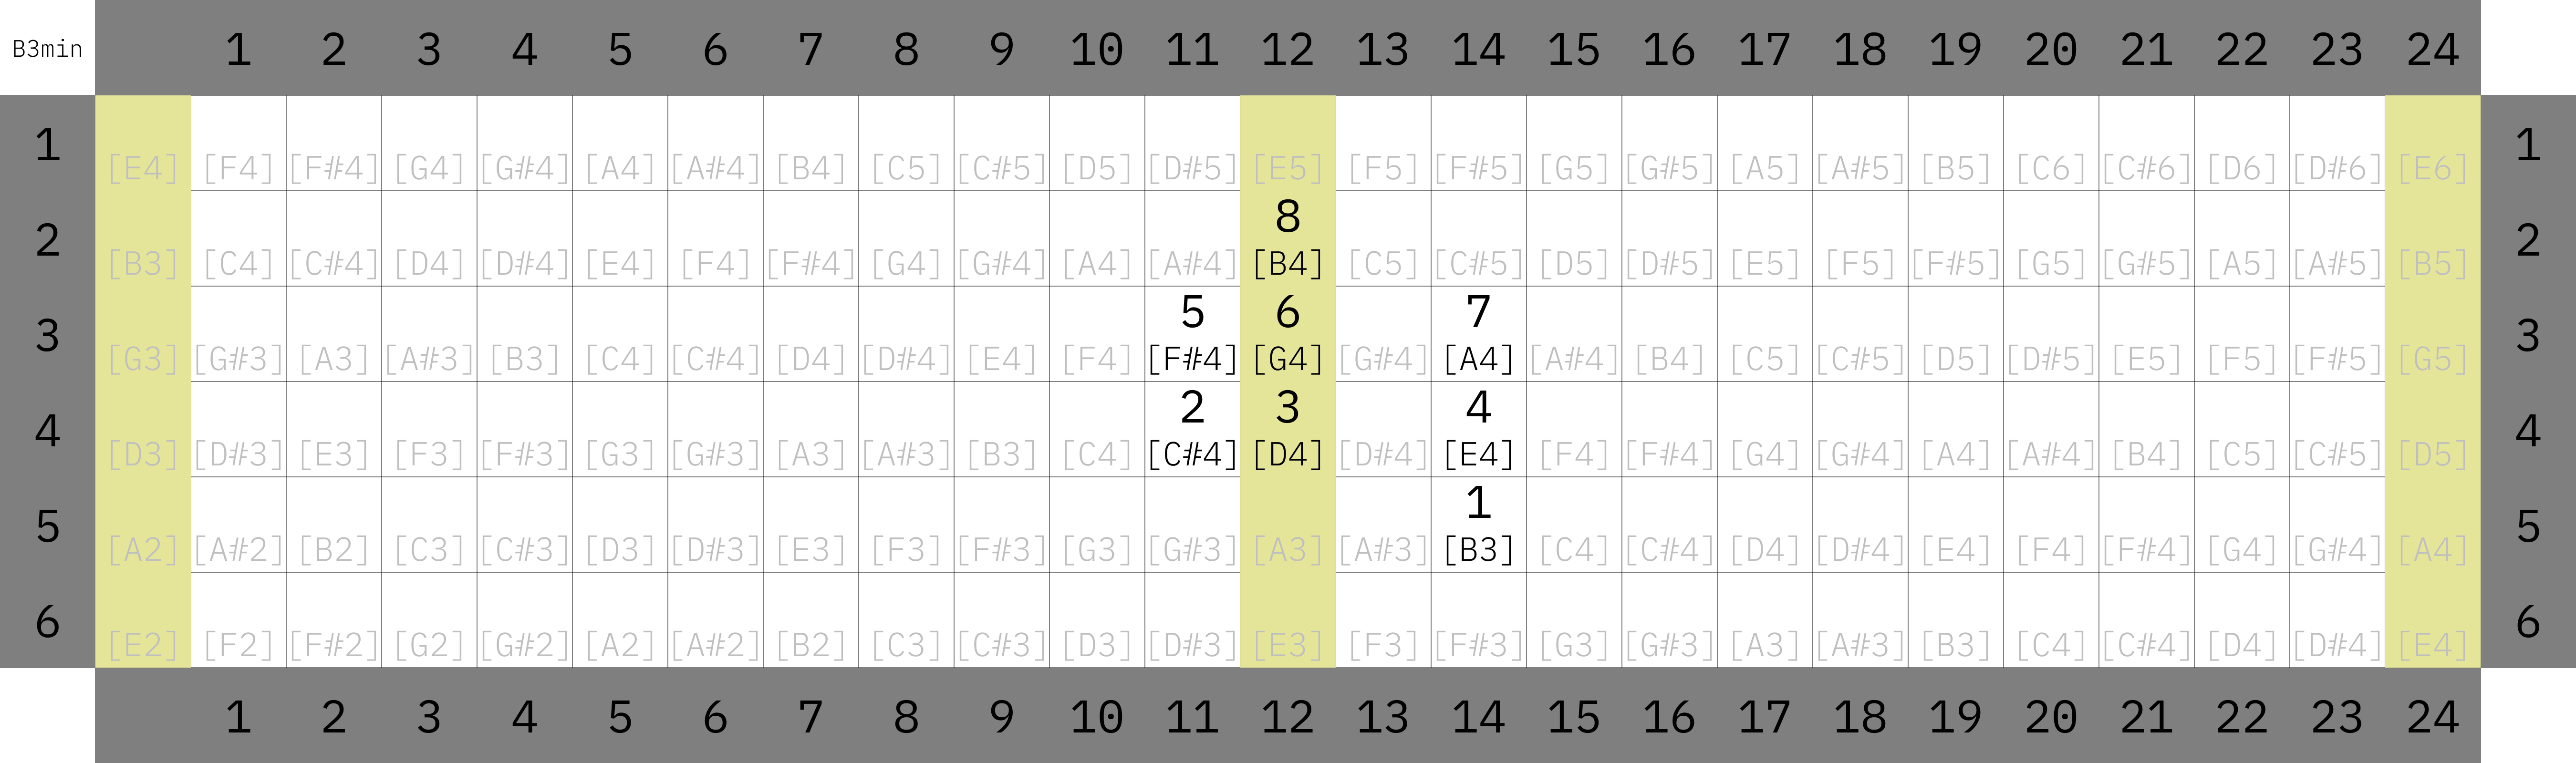 B3min 1 2 3 4 5 6 7 8 9 10 11 12 13 14 15 16 17 18 19 20 21 22 23 24
1 [E4] [F4] [F#4] [G4] [G#4] [A4] [A#4] [B4] [C5] [C#5] [D5] [D#5] [E5] [F5] [F#5] [G5] [G#5] [A5] [A#5] [B5] [C6] [C#6] [D6] [D#6] [E6] 1
8
2 [B3] [C4] [C#4] [D4] [D#4] [E4] [F4] [F#4] [G4] [G#4] [A4] [A#4] [B4] [C5] [C#5] [D5] [D#5] [E5] [F5] [F#5] [G5] [G#5] [A5] [A#5] [B5] 2
5 6 7
3 [G3] [G#3] [A3] [A#3] [B3] [C4] [C#4] [D4] [D#4] [E4] [F4] [F#4] [G4] [G#4] [A4] [A#4] [B4] [C5] [C#5] [D5] [D#5] [E5] [F5] [F#5] [G5] 3
2 3 4
4 [D3] [D#3] [E3] [F3] [F#3] [G3] [G#3] [A3] [A#3] [B3] [C4] [C#4] [D4] [D#4] [E4] [F4] [F#4] [G4] [G#4] [A4] [A#4] [B4] [C5] [C#5] [D5] 4
1
5 [A2] [A#2] [B2] [C3] [C#3] [D3] [D#3] [E3] [F3] [F#3] [G3] [G#3] [A3] [A#3] [B3] [C4] [C#4] [D4] [D#4] [E4] [F4] [F#4] [G4] [G#4] [A4] 5
6 [E2] [F2] [F#2] [G2] [G#2] [A2] [A#2] [B2] [C3] [C#3] [D3] [D#3] [E3] [F3] [F#3] [G3] [G#3] [A3] [A#3] [B3] [C4] [C#4] [D4] [D#4] [E4] 6
1 2 3 4 5 6 7 8 9 10 11 12 13 14 15 16 17 18 19 20 21 22 23 24